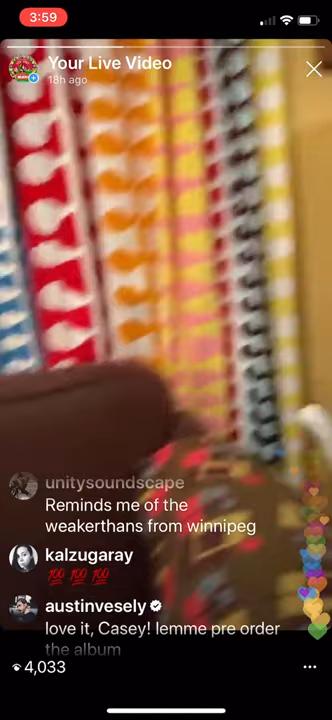 3:59
Your Live Video
18h ago
unitysoundscape
Reminds me of the
weakerthans from winnipeg
kalzugaray
💯 💯 💯
austinvesely
love it, Casey! lemme pre order
the album
4,033